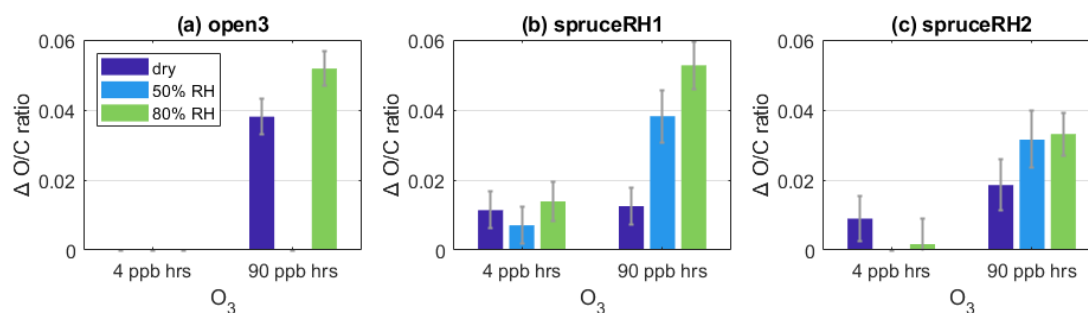 (a) open3
0.06
0.04
0.02
0
Δ O/C ratio
dry
50% RH
80% RH
4 ppb hrs
90 ppb hrs
O3
(b) spruceRH1
0.06
0.04
0.02
0
Δ O/C ratio
4 ppb hrs
90 ppb hrs
O3
(c) spruceRH2
0.06
0.04
0.02
0
Δ O/C ratio
4 ppb hrs
90 ppb hrs
O3